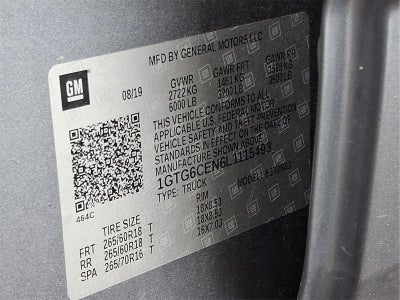 MFD BY GENERAL MOTORS LLC
GM
08/19
GVWR GAWR FRT GAWR RR
2722 KG 1451 KG
6000 LB 3200 LB
THIS VEHICLE CONFORMS TO ALL
APPLICABLE U.S. FEDERAL MOTOR
VEHICLE SAFETY AND THEFT PREVENTION
STANDARDS IN EFFECT ON THE DATE OF
MANUFACTURE SHOWN ABOVE.
1GTG6CEN6L1115493
TYPE: TRUCK MODEL:
464C
TIRE SIZE RIM
FRT 265/60R18 T 18X8.5J
RR 265/60R18 T 18X8.5J
SPA 265/70R16 T 16X7.0J